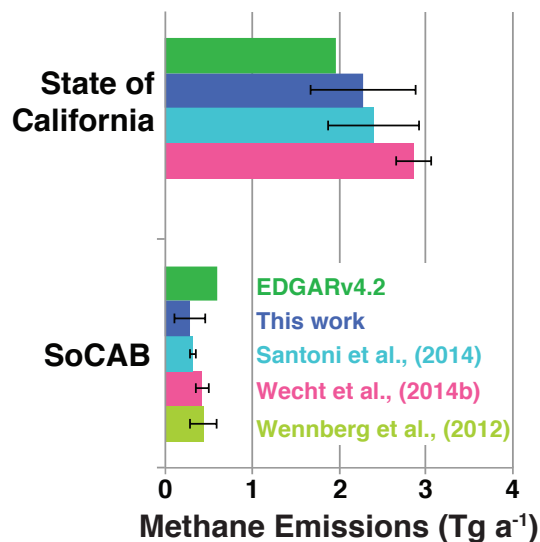 State of
California
EDGARv4.2
This work
Santoni et al., (2014)
SoCAB
Wecht et al., (2014b)
Wennberg et al., (2012)
0 1 2 3 4
Methane Emissions (Tg a⁻¹)